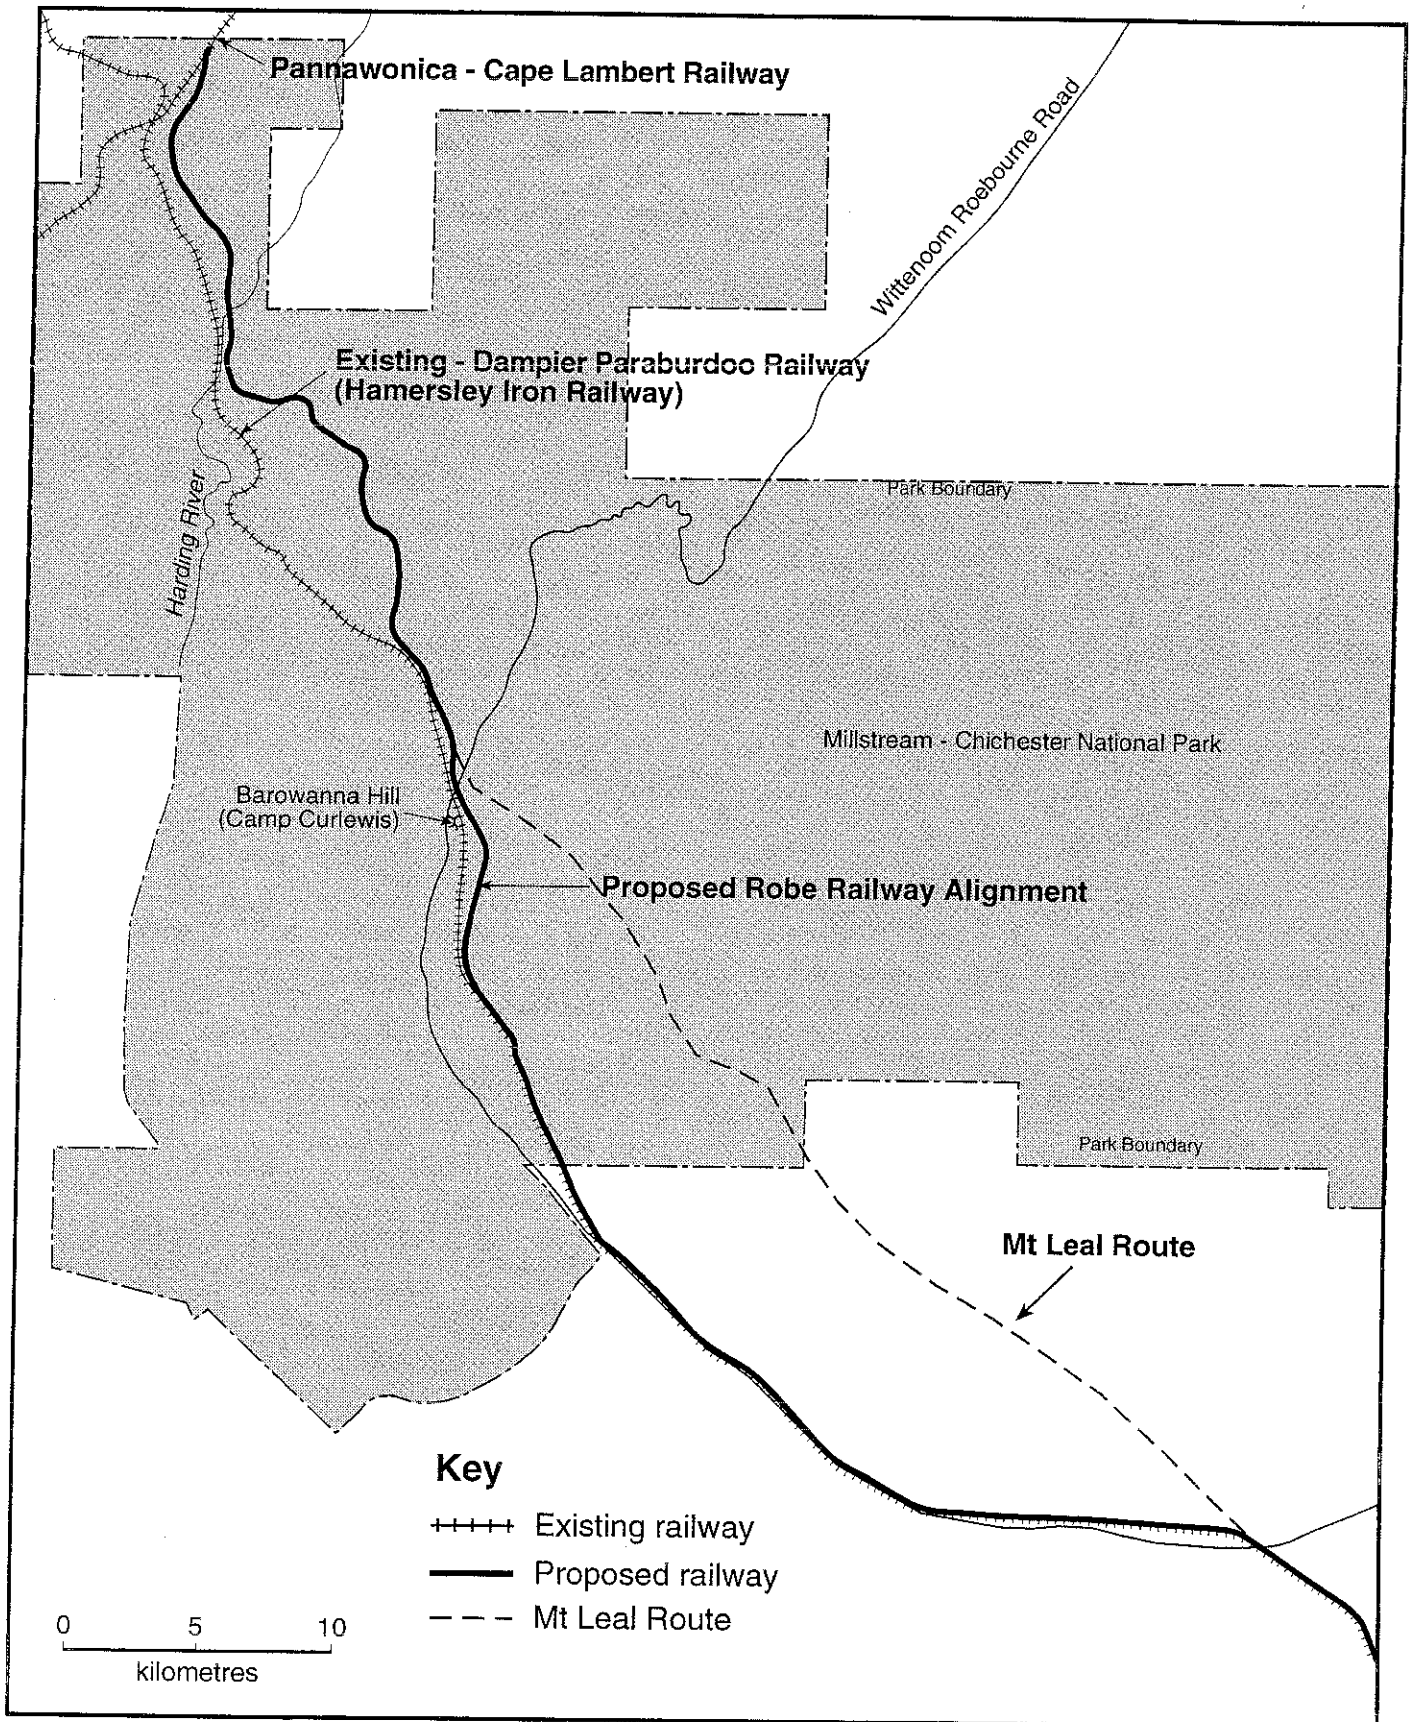 Pannawonica - Cape Lambert Railway
Wittenoom Roebourne Road
Existing - Dampier Paraburdoo Railway
(Hamersley Iron Railway)
Park Boundary
Harding River
Millstream - Chichester National Park
Barowanna Hill
(Camp Curlewis)
Proposed Robe Railway Alignment
Park Boundary
Mt Leal Route
Key
Existing railway
Proposed railway
Mt Leal Route
0 5 10
kilometres